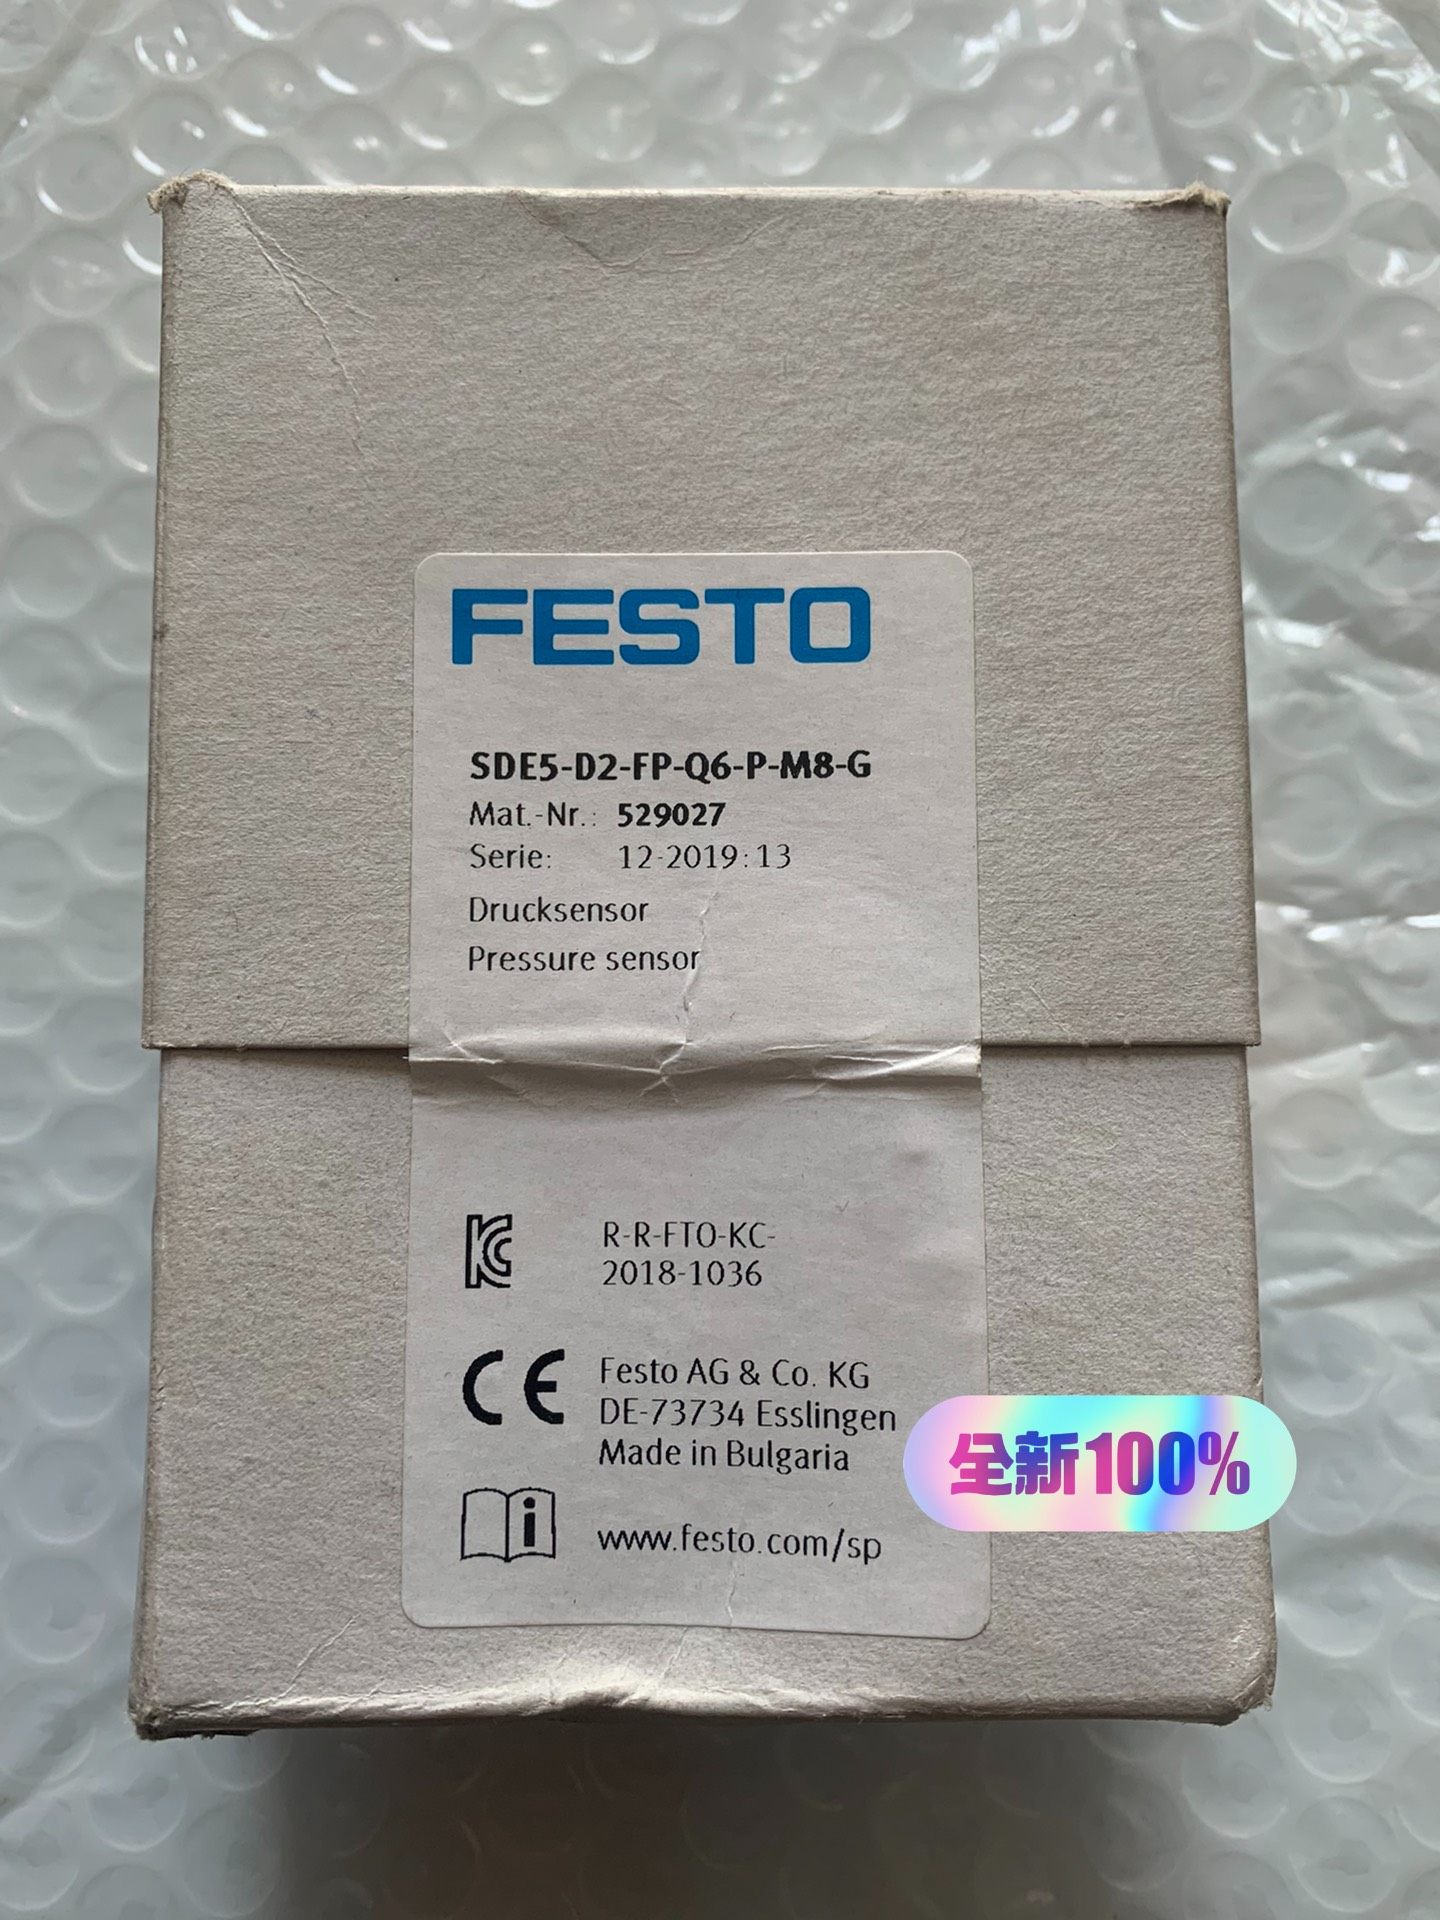 FESTO
SDE5-D2-FP-Q6-P-M8-G
Mat.-Nr.: 529027
Serie: 12-2019:13
Drucksensor
Pressure sensor
R-R-FTO-KC-
2018-1036
CE Festo AG & Co. KG
DE-73734 Esslingen
Made in Bulgaria
全新100%
www.festo.com/sp